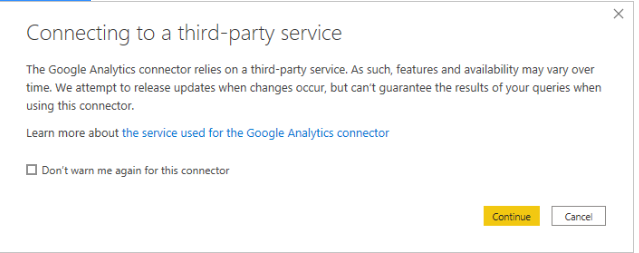 Connecting to a third-party service
The Google Analytics connector relies on a third-party service. As such, features and availability may vary over
time. We attempt to release updates when changes occur, but can't guarantee the results of your queries when
using this connector.
Learn more about the service used for the Google Analytics connector
Don't warn me again for this connector
Continue Cancel